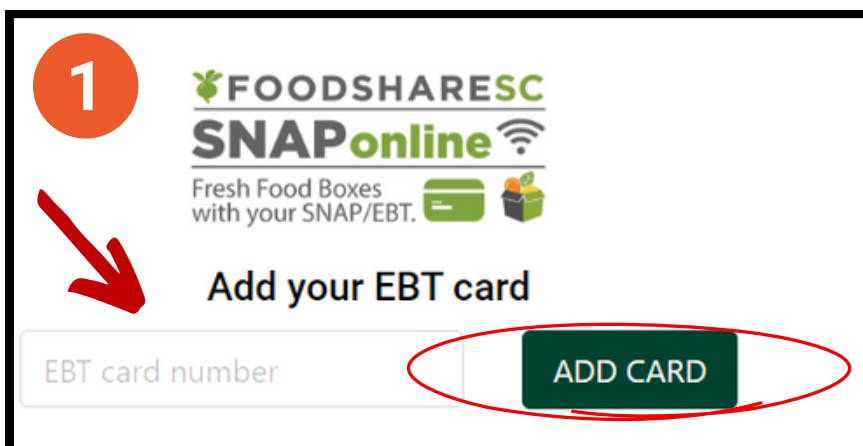 1
FOODSHARESC
SNAPonline
Fresh Food Boxes
with your SNAP/EBT.
Add your EBT card
EBT card number
ADD CARD